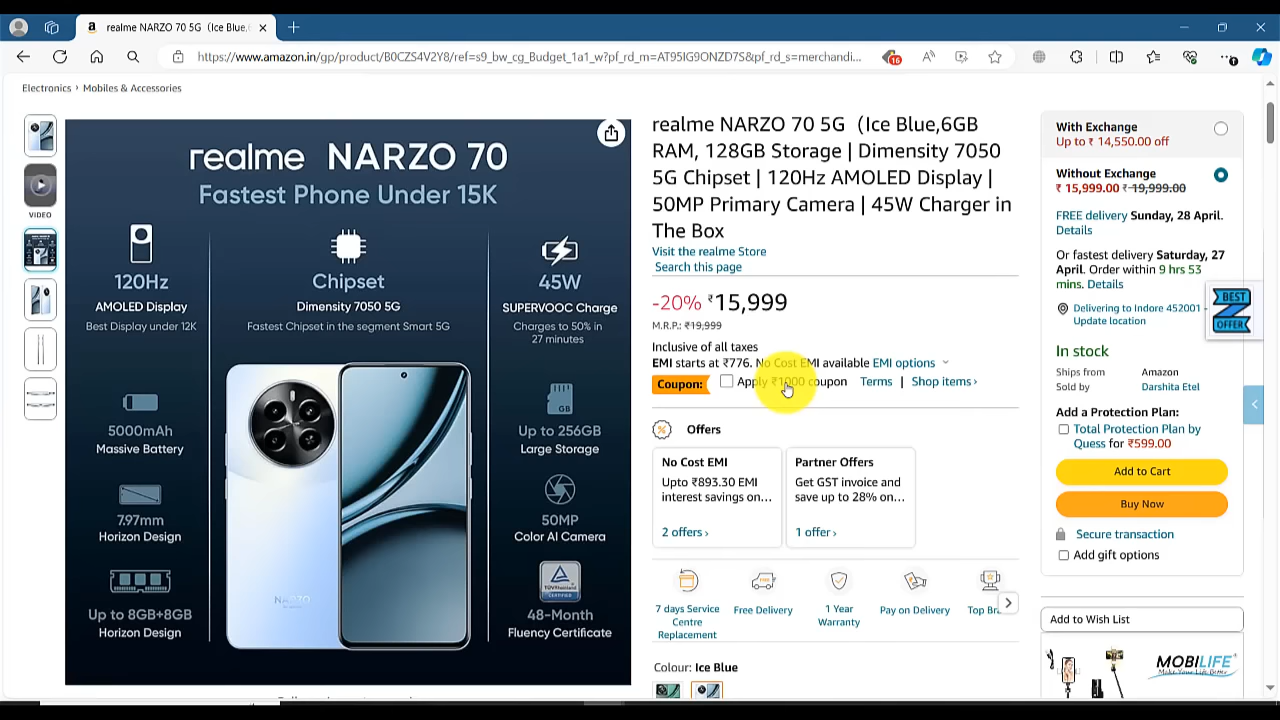 realme NARZO 70 5G (Ice Blue,6
https://www.amazon.in/gp/product/B0CZS4V2Y8/ref=s9_bw_cg_Budget_1a1_w?pf_rd_m=AT95IG9ONZD7S&pf_rd_s=merchandi...
16
Electronics › Mobiles & Accessories
VIDEO
realme NARZO 70
Fastest Phone Under 15K
120Hz
AMOLED Display
Best Display under 12K
Chipset
Dimensity 7050 5G
Fastest Chipset in the segment Smart 5G
45W
SUPERVOOC Charge
Charges to 50% in
27 minutes
5000mAh
Massive Battery
GB
Up to 256GB
Large Storage
7.97mm
Horizon Design
50MP
Color AI Camera
Up to 8GB+8GB
Horizon Design
TÜVRheinland
CERTIFIED
48-Month
Fluency Certificate
NARZO
realme NARZO 70 5G (Ice Blue,6GB
RAM, 128GB Storage | Dimensity 7050
5G Chipset | 120Hz AMOLED Display |
50MP Primary Camera | 45W Charger in
The Box
Visit the realme Store
Search this page
-20% ₹15,999
M.R.P.: ₹19,999
Inclusive of all taxes
EMI starts at ₹776. No Cost EMI available EMI options
Coupon: Apply ₹1000 coupon Terms | Shop items ›
Offers
No Cost EMI
Upto ₹893.30 EMI
interest savings on...
2 offers ›
Partner Offers
Get GST invoice and
save up to 28% on...
1 offer ›
7 days Service
Centre
Replacement
Free Delivery
1 Year
Warranty
Pay on Delivery
Top Br
Colour: Ice Blue
With Exchange
Up to ₹ 14,550.00 off
Without Exchange
₹ 15,999.00 ₹ 19,999.00
FREE delivery Sunday, 28 April.
Details
Or fastest delivery Saturday, 27
April. Order within 9 hrs 53
mins. Details
BEST
OFFER
Delivering to Indore 452001 -
Update location
In stock
Ships from Amazon
Sold by Darshita Etel
Add a Protection Plan:
Total Protection Plan by
Quess for ₹599.00
Add to Cart
Buy Now
Secure transaction
Add gift options
Add to Wish List
MOBILIFE
Make Your Life Better